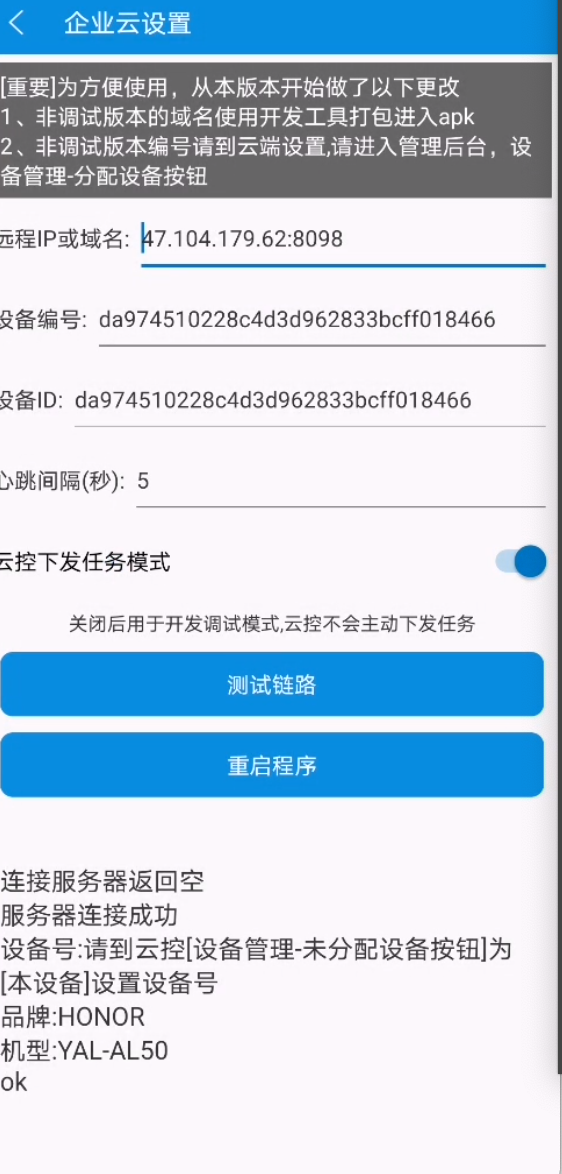 企业云设置
[重要]为方便使用，从本版本开始做了以下更改
1、非调试版本的域名使用开发工具打包进入apk
2、非调试版本编号请到云端设置,请进入管理后台，设
备管理-分配设备按钮
远程IP或域名: 47.104.179.62:8098
设备编号: da974510228c4d3d962833bcff018466
设备ID: da974510228c4d3d962833bcff018466
心跳间隔(秒): 5
云控下发任务模式
关闭后用于开发调试模式,云控不会主动下发任务
测试链路
重启程序
连接服务器返回空
服务器连接成功
设备号:请到云控[设备管理-未分配设备按钮]为
[本设备]设置设备号
品牌:HONOR
机型:YAL-AL50
ok